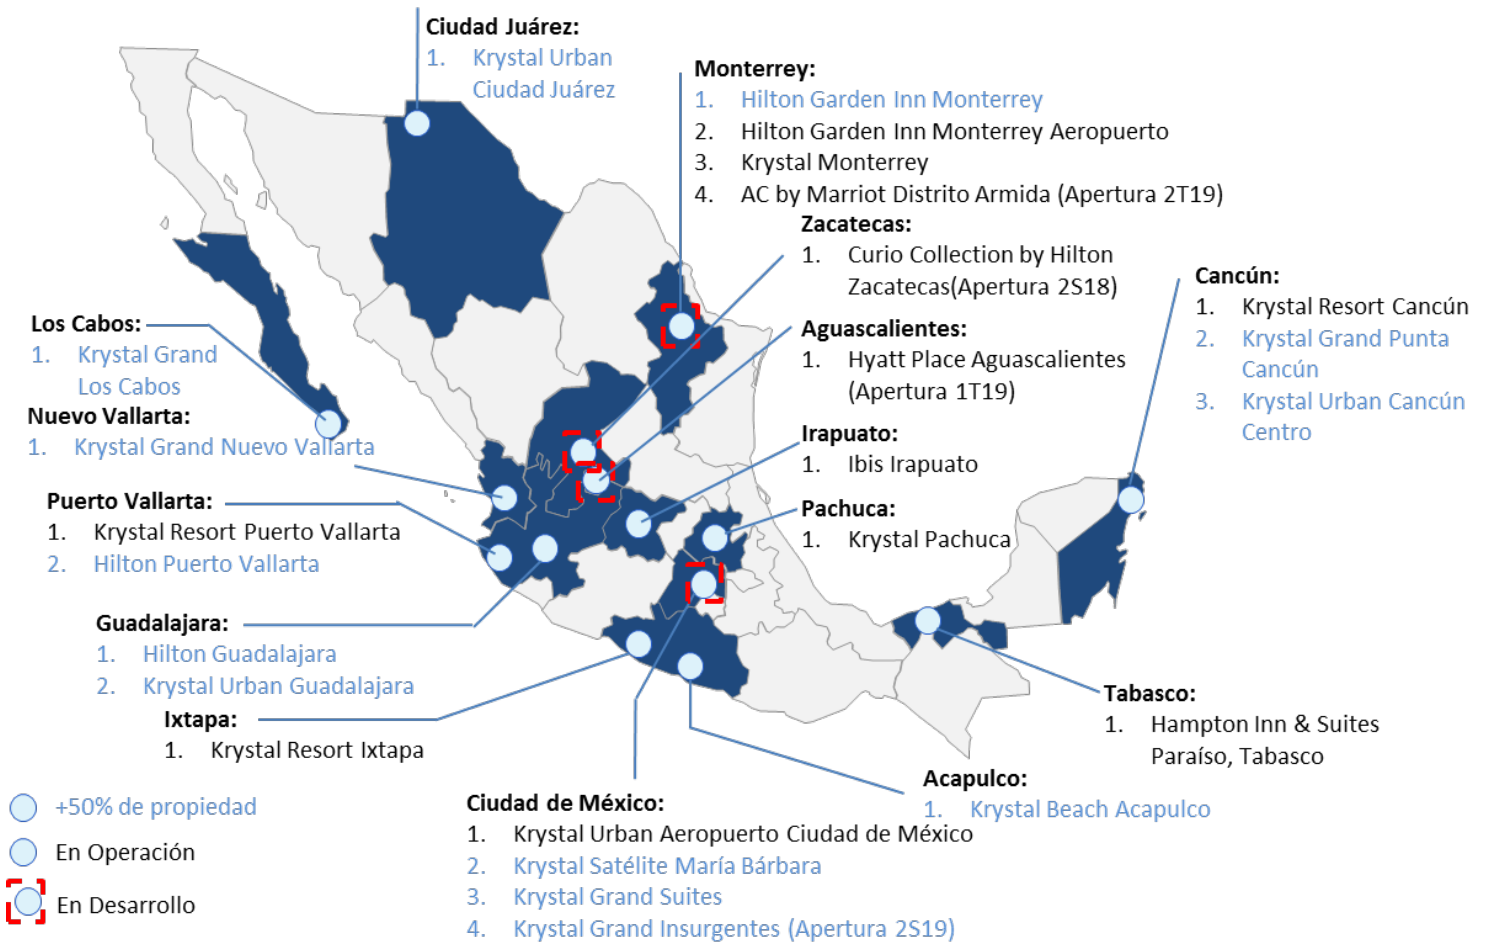 Ciudad Juárez:
1. Krystal Urban
Ciudad Juárez
Monterrey:
1. Hilton Garden Inn Monterrey
2. Hilton Garden Inn Monterrey Aeropuerto
3. Krystal Monterrey
4. AC by Marriot Distrito Armida (Apertura 2T19)
Zacatecas:
1. Curio Collection by Hilton
Zacatecas(Apertura 2S18)
Aguascalientes:
1. Hyatt Place Aguascalientes
(Apertura 1T19)
Irapuato:
1. Ibis Irapuato
Pachuca:
1. Krystal Pachuca
Cancún:
1. Krystal Resort Cancún
2. Krystal Grand Punta
Cancún
3. Krystal Urban Cancún
Centro
Los Cabos:
1. Krystal Grand
Los Cabos
Nuevo Vallarta:
1. Krystal Grand Nuevo Vallarta
Puerto Vallarta:
1. Krystal Resort Puerto Vallarta
2. Hilton Puerto Vallarta
Guadalajara:
1. Hilton Guadalajara
2. Krystal Urban Guadalajara
Ixtapa:
1. Krystal Resort Ixtapa
Tabasco:
1. Hampton Inn & Suites
Paraíso, Tabasco
Acapulco:
1. Krystal Beach Acapulco
Ciudad de México:
1. Krystal Urban Aeropuerto Ciudad de México
2. Krystal Satélite María Bárbara
3. Krystal Grand Suites
4. Krystal Grand Insurgentes (Apertura 2S19)
+50% de propiedad
En Operación
En Desarrollo